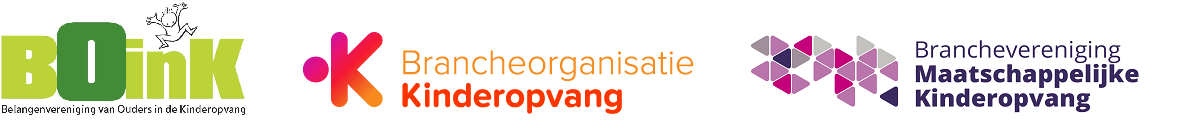 BOinK
Belangenvereniging van Ouders in de Kinderopvang
Brancheorganisatie
Kinderopvang
Branchevereniging
Maatschappelijke
Kinderopvang